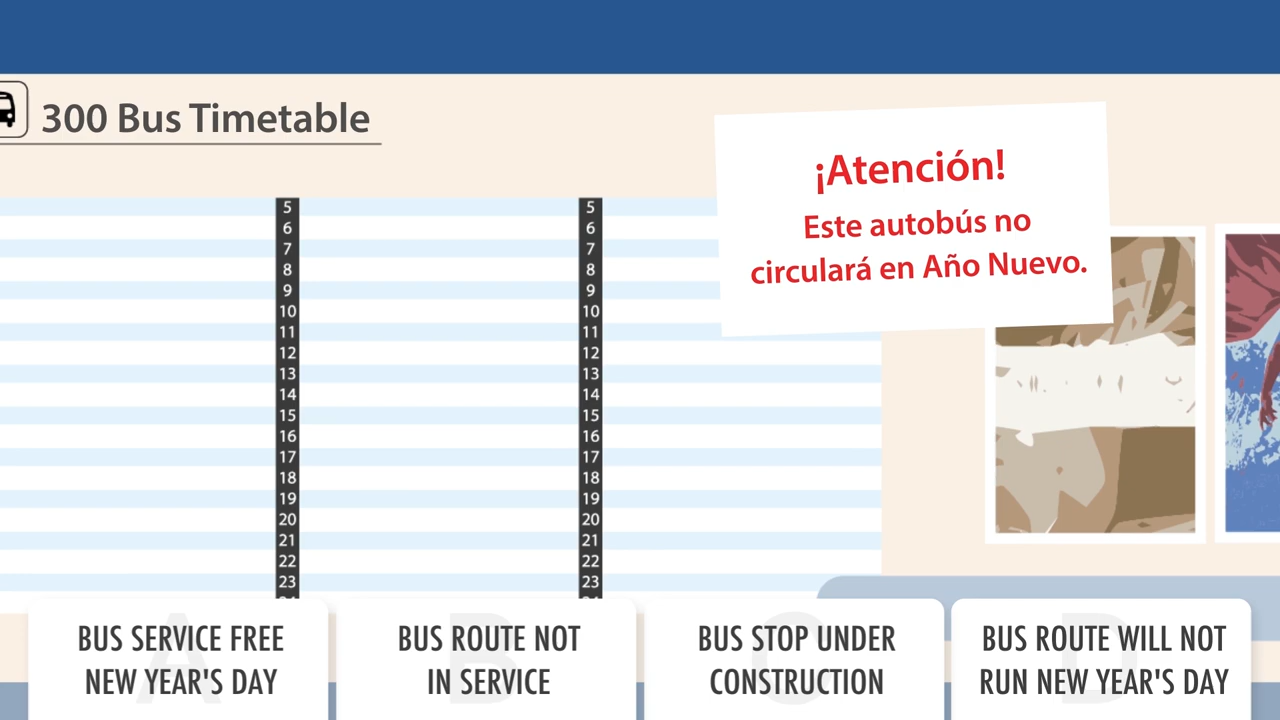 300 Bus Timetable
¡Atención!
Este autobús no
circulará en Año Nuevo.
5 5
6 6
7 7
8 8
9 9
10 10
11 11
12 12
13 13
14 14
15 15
16 16
17 17
18 18
19 19
20 20
21 21
22 22
23 23
A
BUS SERVICE FREE
NEW YEAR'S DAY
B
BUS ROUTE NOT
IN SERVICE
C
BUS STOP UNDER
CONSTRUCTION
D
BUS ROUTE WILL NOT
RUN NEW YEAR'S DAY